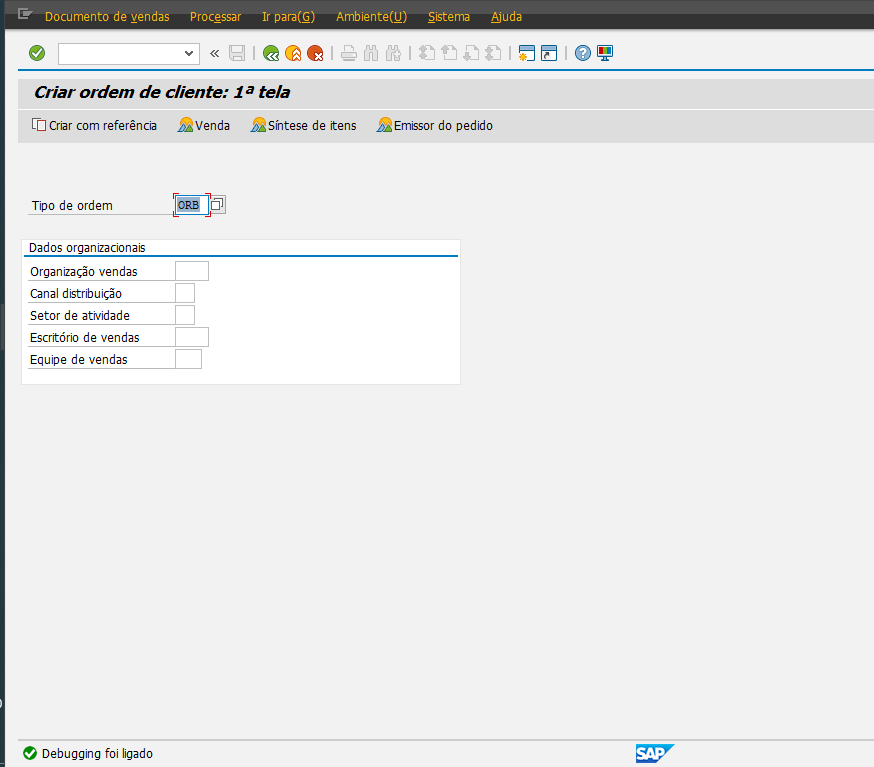 Documento de vendas Processar Ir para(G) Ambiente(U) Sistema Ajuda
«
Criar ordem de cliente: 1ª tela
Criar com referência Venda Síntese de itens Emissor do pedido
Tipo de ordem ORB
Dados organizacionais
Organização vendas
Canal distribuição
Setor de atividade
Escritório de vendas
Equipe de vendas
Debugging foi ligado SAP